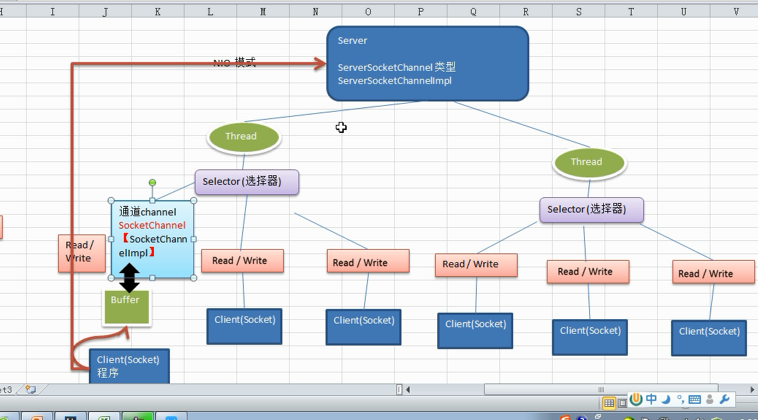 H I J K L M N O P Q R S T U V
Server
NIO 模式
ServerSocketChannel 类型
ServerSocketChannelImpl
Thread
Thread
Selector(选择器)
通道channel
SocketChannel
【SocketChann
elImpl】
Selector(选择器)
Read /
Write
Read / Write
Read / Write
Read / Write
Read / Write
Read / Write
Buffer
Client(Socket)
Client(Socket)
Client(Socket)
Client(Socket)
Client(Socket)
Client(Socket)
程序
et3
中